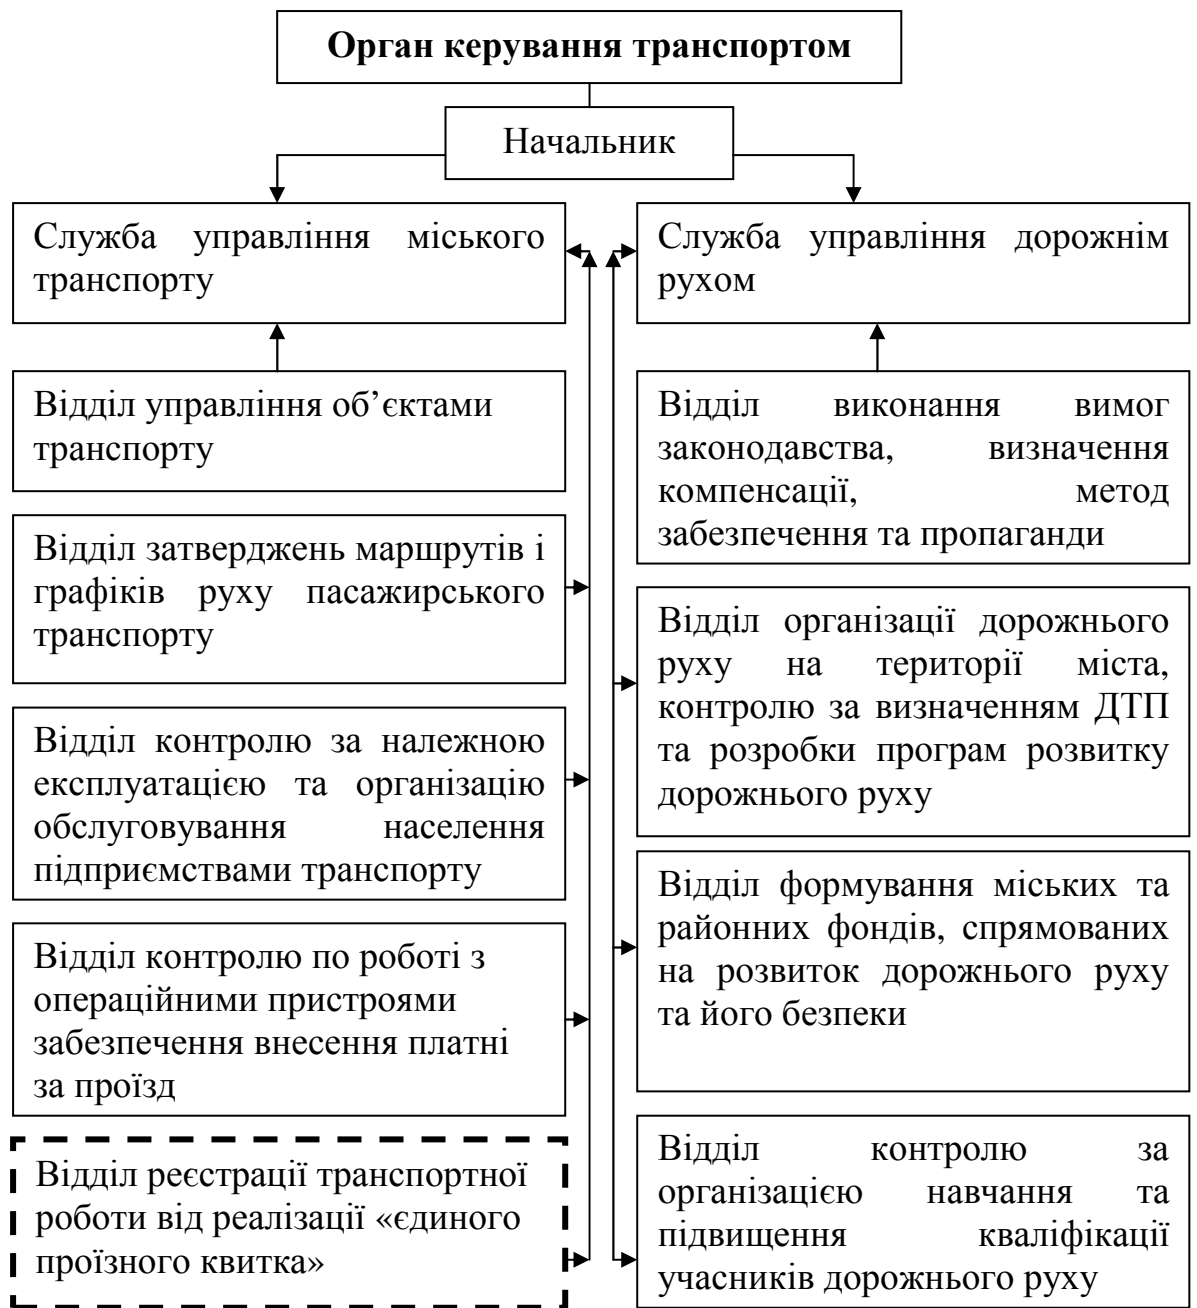 Орган керування транспортом
Начальник
Служба управління міського
транспорту
Відділ управління об’єктами
транспорту
Відділ затверджень маршрутів і
графіків руху пасажирського
транспорту
Відділ контролю за належною
експлуатацією та організацію
обслуговування населення
підприємствами транспорту
Відділ контролю по роботі з
операційними пристроями
забезпечення внесення платні
за проїзд
Відділ реєстрації транспортної
роботи від реалізації «єдиного
проїзного квитка»
Служба управління дорожнім
рухом
Відділ виконання вимог
законодавства, визначення
компенсації, метод
забезпечення та пропаганди
Відділ організації дорожнього
руху на території міста,
контролю за визначенням ДТП
та розробки програм розвитку
дорожнього руху
Відділ формування міських та
районних фондів, спрямованих
на розвиток дорожнього руху
та його безпеки
Відділ контролю за
організацією навчання та
підвищення кваліфікації
учасників дорожнього руху